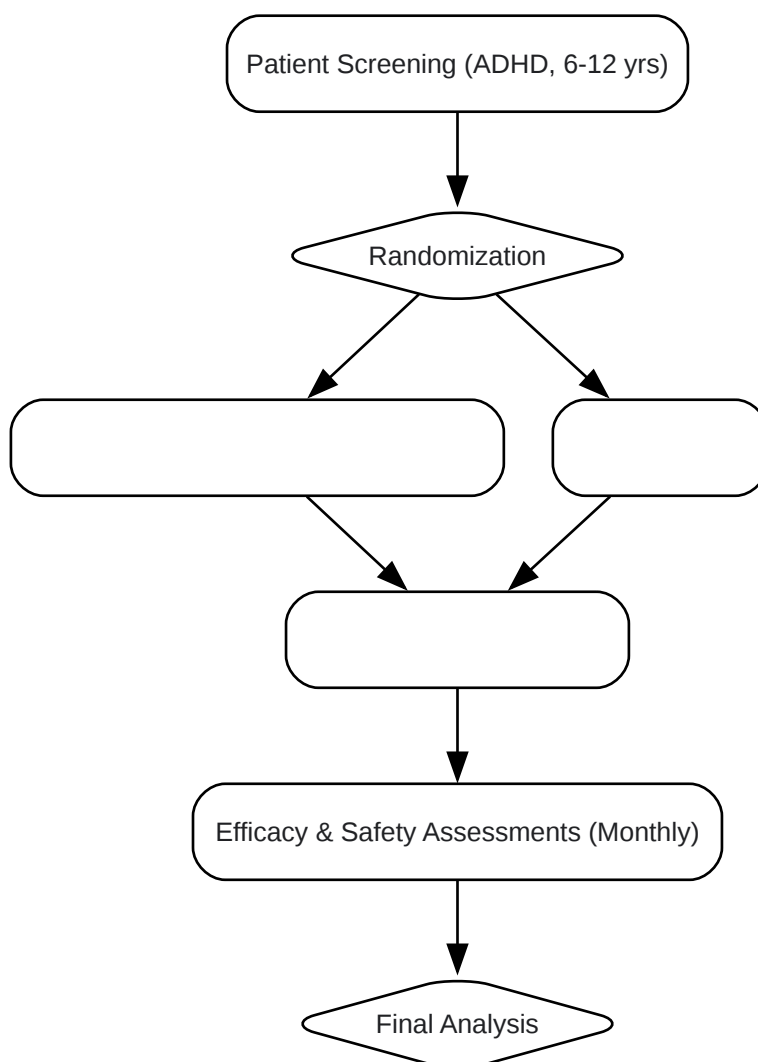 Patient Screening (ADHD, 6-12 yrs)
Randomization
Efficacy & Safety Assessments (Monthly)
Final Analysis